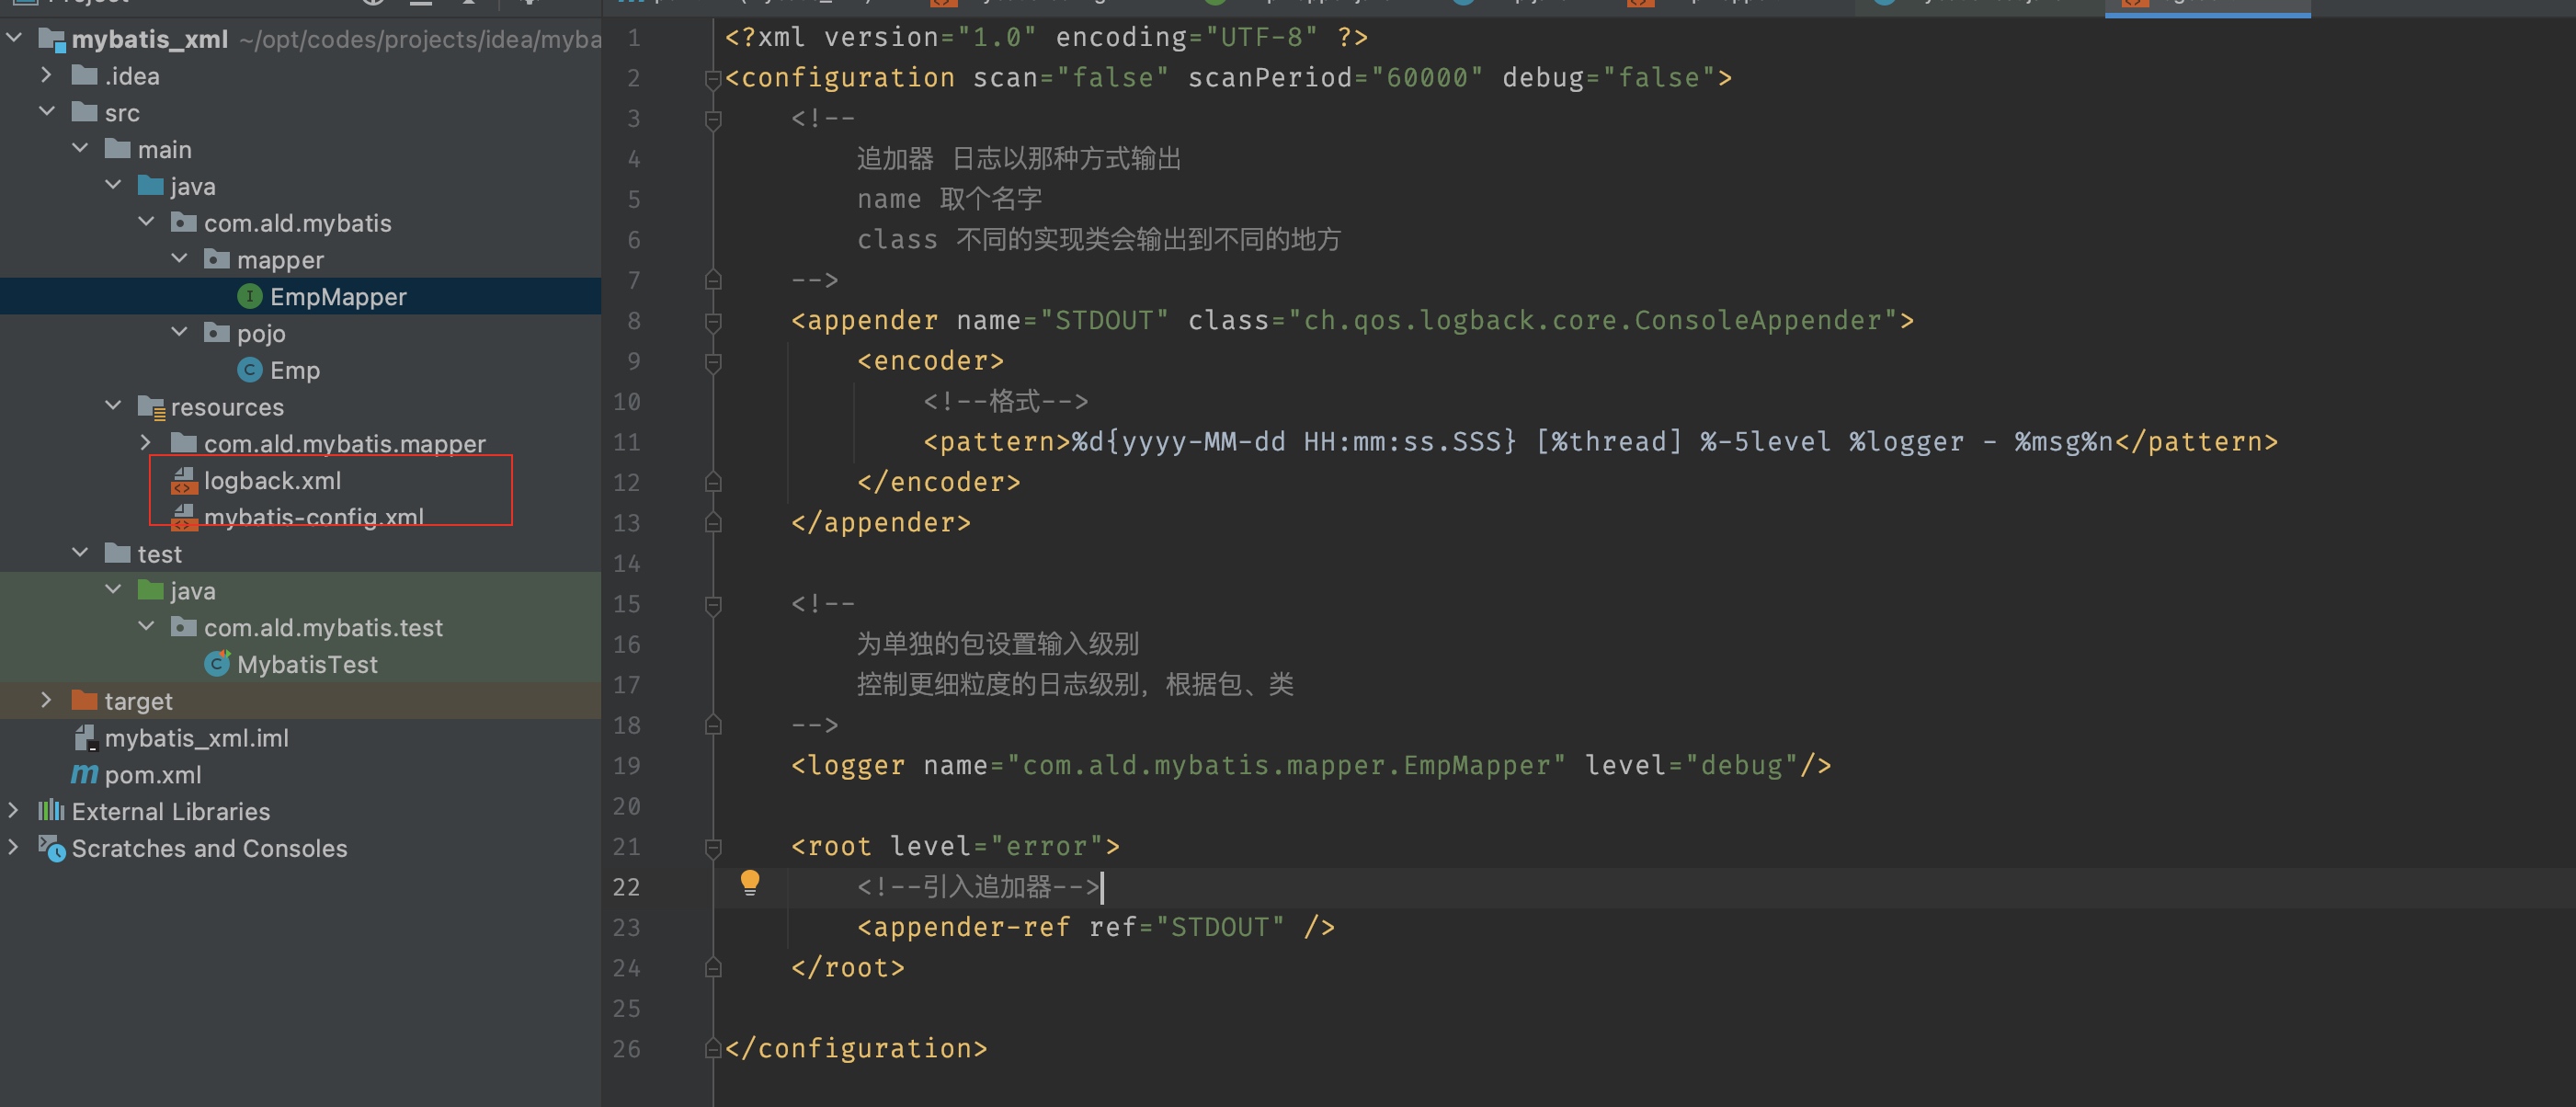 mybatis_xml ~/opt/codes/projects/idea/myba
.idea
src
main
java
com.ald.mybatis
mapper
EmpMapper
pojo
Emp
resources
com.ald.mybatis.mapper
logback.xml
mybatis-config.xml
test
java
com.ald.mybatis.test
MybatisTest
target
mybatis_xml.iml
pom.xml
External Libraries
Scratches and Consoles
1 <?xml version="1.0" encoding="UTF-8" ?>
2 <configuration scan="false" scanPeriod="60000" debug="false">
3 <!--
4 追加器 日志以那种方式输出
5 name 取个名字
6 class 不同的实现类会输出到不同的地方
7 -->
8 <appender name="STDOUT" class="ch.qos.logback.core.ConsoleAppender">
9 <encoder>
10 <!--格式-->
11 <pattern>%d{yyyy-MM-dd HH:mm:ss.SSS} [%thread] %-5level %logger - %msg%n</pattern>
12 </encoder>
13 </appender>
14
15 <!--
16 为单独的包设置输入级别
17 控制更细粒度的日志级别，根据包、类
18 -->
19 <logger name="com.ald.mybatis.mapper.EmpMapper" level="debug"/>
20
21 <root level="error">
22 <!--引入追加器-->
23 <appender-ref ref="STDOUT" />
24 </root>
25
26 </configuration>